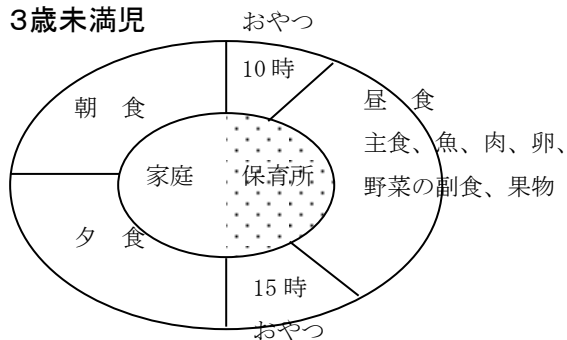 ３歳未満児
おやつ
10時
朝　食
昼　食
主食、魚、肉、卵、
家庭
保育所
野菜の副食、果物
夕　食
15時
おやつ